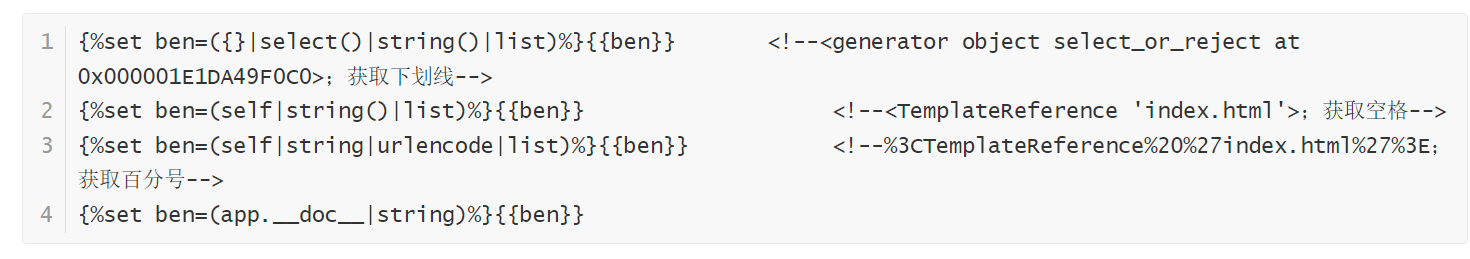 1 {%set ben=({}|select()|string()|list)%}{{ben}} <!--<generator object select_or_reject at
0x000001E1DA49F0C0>; 获取下划线-->
2 {%set ben=(self|string()|list)%}{{ben}} <!--<TemplateReference 'index.html'>; 获取空格-->
3 {%set ben=(self|string|urlencode|list)%}{{ben}} <!--%3CTemplateReference%20%27index.html%27%3E;
获取百分号-->
4 {%set ben=(app.__doc__|string)%}{{ben}}